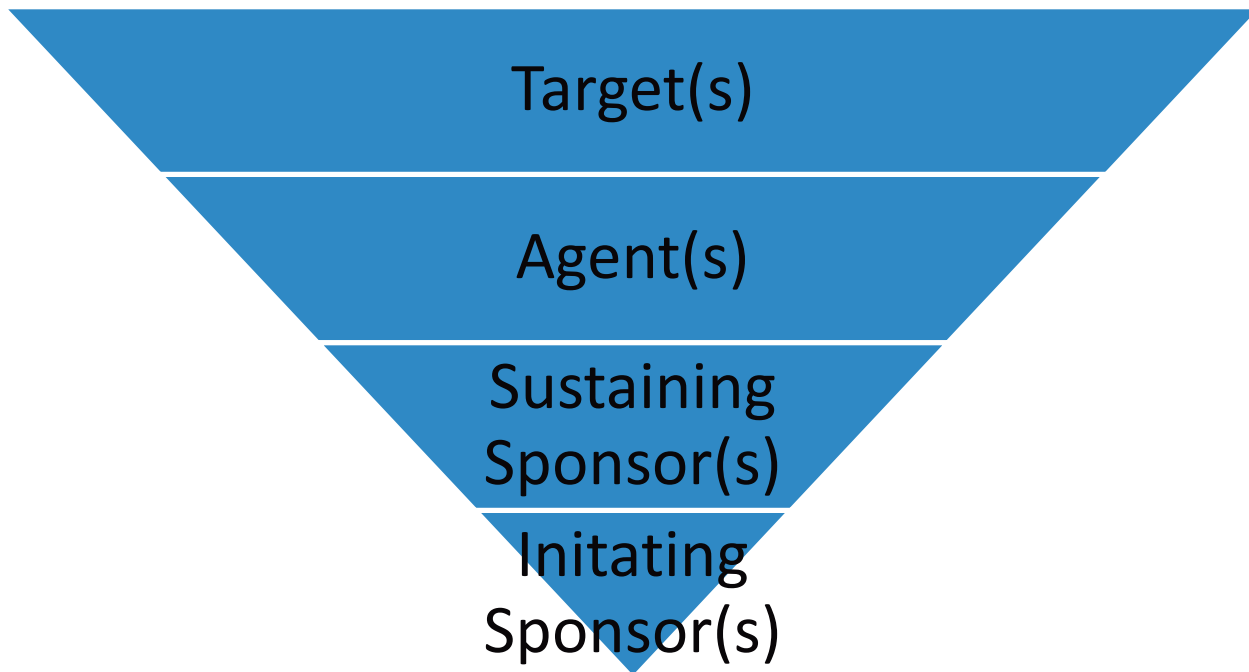 Target(s)
Agent(s)
Sustaining
Sponsor(s)
Initating
Sponsor(s)